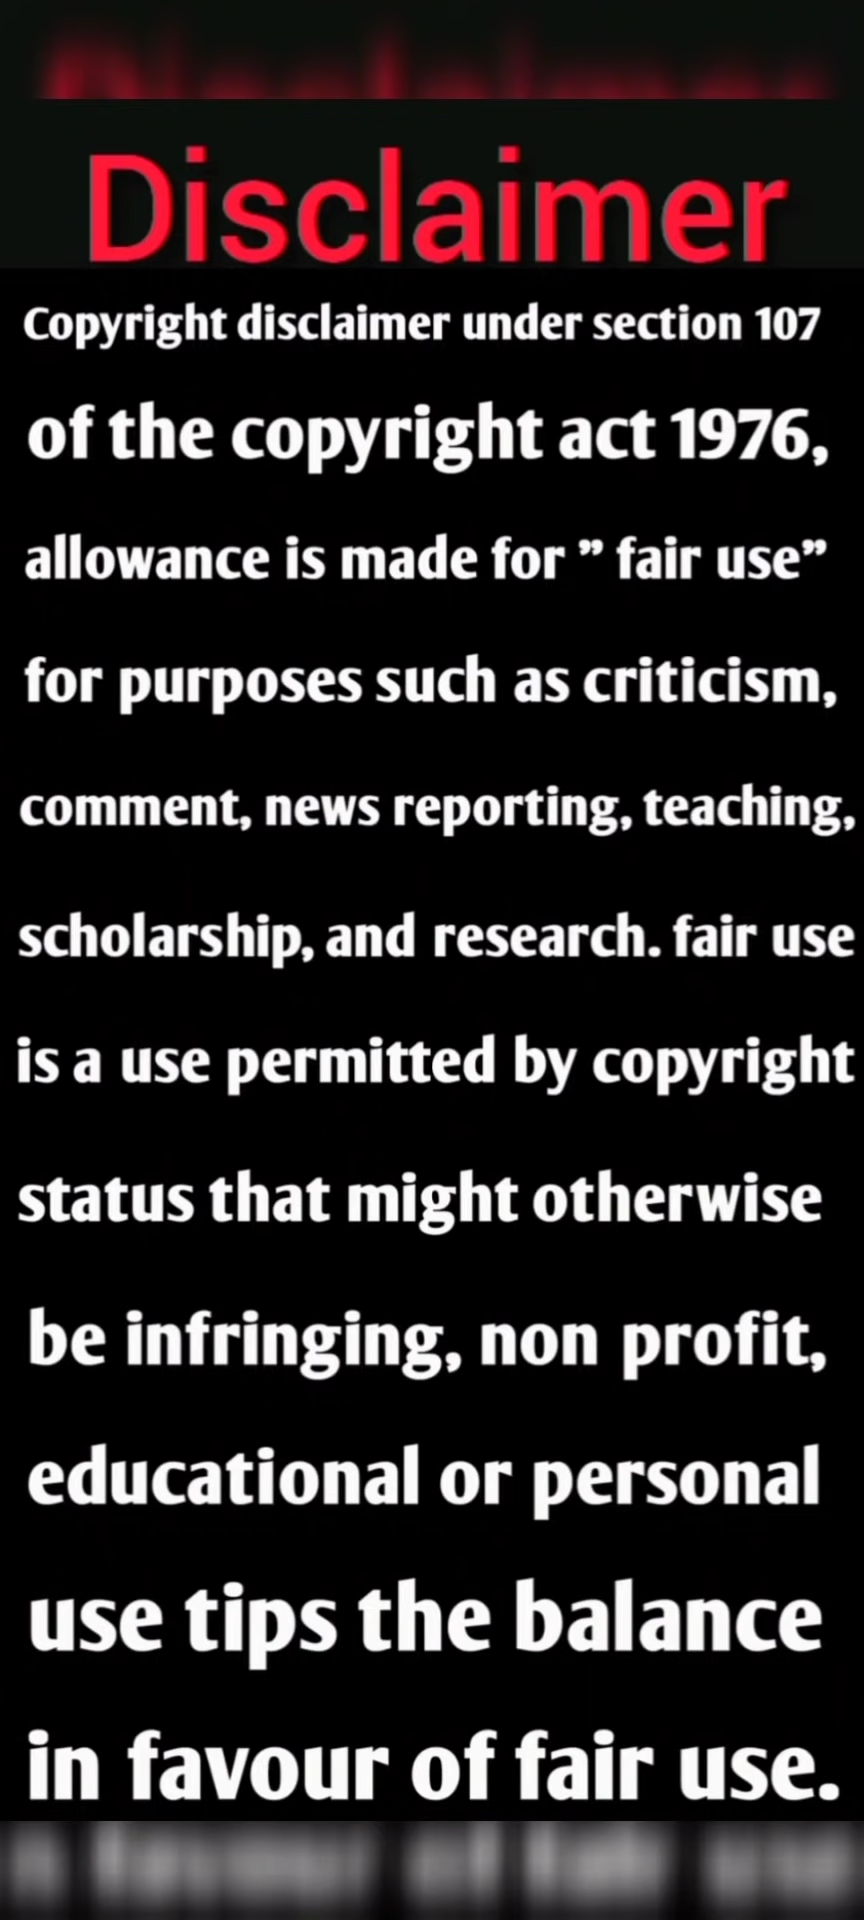 Disclaimer
Copyright disclaimer under section 107
of the copyright act 1976,
allowance is made for ” fair use”
for purposes such as criticism,
comment, news reporting, teaching,
scholarship, and research. fair use
is a use permitted by copyright
status that might otherwise
be infringing, non profit,
educational or personal
use tips the balance
in favour of fair use.